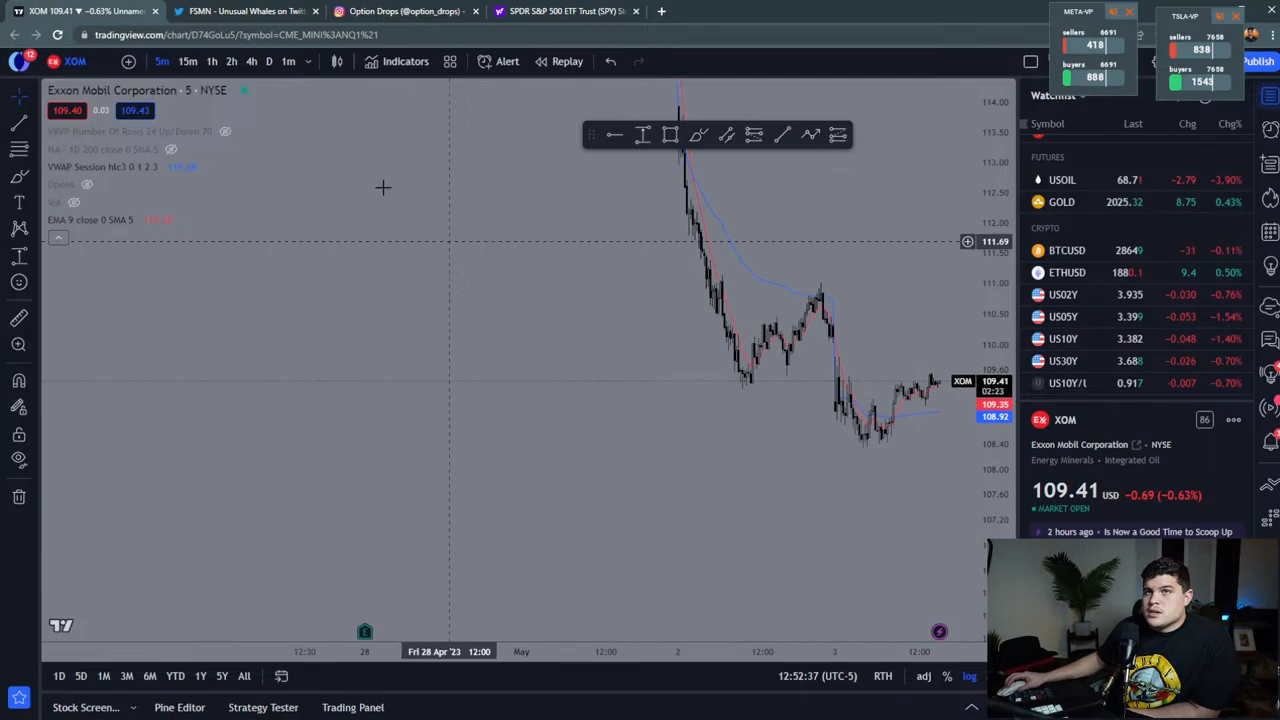 XOM 109.41 ▼ −0.63% Unname
FSMN - Unusual Whales on Twitter
Option Drops (@option_drops) •
SPDR S&P 500 ETF Trust (SPY) S
tradingview.com/chart/D74GoLu5/?symbol=CME_MINI%3ANQ1%21
META-VP
sellers 6691
418
buyers 6691
888
TSLA-VP
sellers 7658
838
buyers 7658
1543
12
XOM
5m 15m 1h 2h 4h D 1m
Indicators
Alert
Replay
Publish
Exxon Mobil Corporation · 5 · NYSE
109.40 0.03 109.43
VRVP Number Of Rows 24 Up/Down 70
MA - 1D 200 close 0 SMA 5
VWAP Session hlc3 0 1 2 3
Opens
Vol
EMA 9 close 0 SMA 5
114.00
113.50
113.00
112.50
112.00
111.69
111.50
111.00
110.50
110.00
109.60
XOM 109.41
02:23
109.35
108.92
108.40
108.00
107.60
107.20
Watchlist
Symbol Last Chg Chg%
FUTURES
USOIL 68.71 −2.79 −3.90%
GOLD 2025.32 8.75 0.43%
CRYPTO
BTCUSD 28649 −31 −0.11%
ETHUSD 1880.1 9.4 0.50%
US02Y 3.935 −0.030 −0.76%
US05Y 3.399 −0.053 −1.54%
US10Y 3.382 −0.048 −1.40%
US30Y 3.688 −0.026 −0.70%
US10Y/U 0.917 −0.007 −0.70%
XOM 86
Exxon Mobil Corporation • NYSE
Energy Minerals • Integrated Oil
109.41 USD −0.69 (−0.63%)
MARKET OPEN
2 hours ago • Is Now a Good Time to Scoop Up
E
12:30 28 Fri 28 Apr '23 12:00 May 12:00 2 12:00 3 12:00
1D 5D 1M 3M 6M YTD 1Y 5Y All
12:52:37 (UTC-5) RTH adj % log
Stock Screen... Pine Editor Strategy Tester Trading Panel